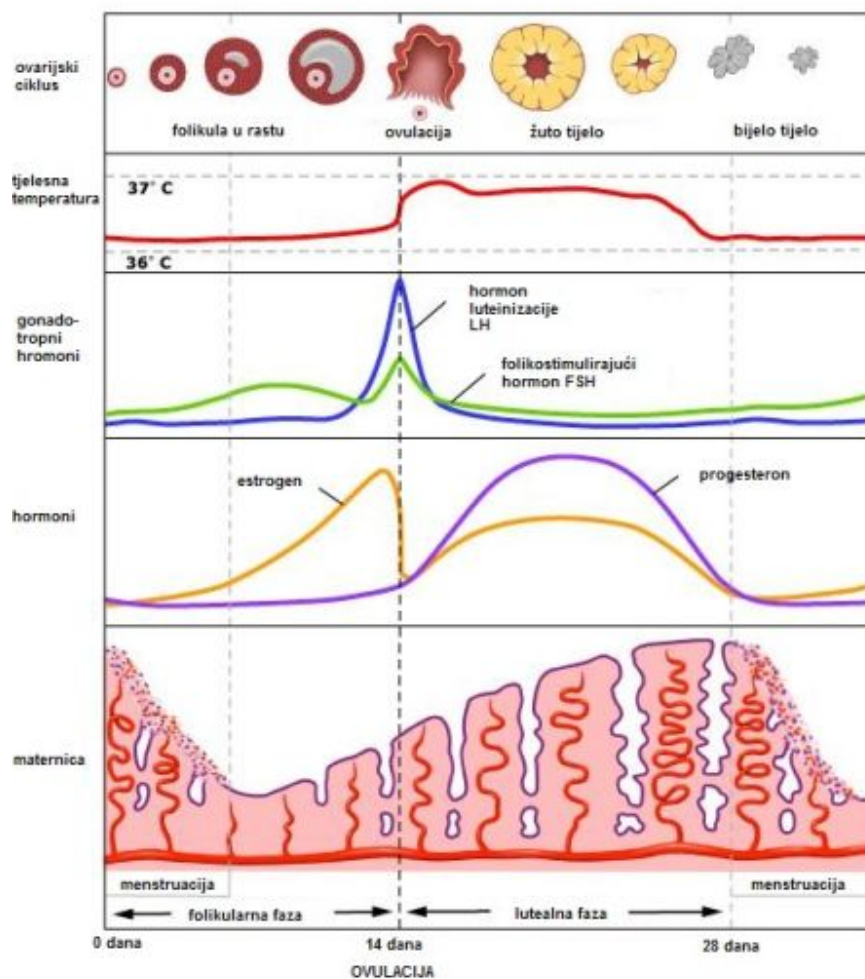 ovarijski
ciklus
folikula u rastu
ovulacija
žuto tijelo
bijelo tijelo
tjelesna
temperatura
37° C
36° C
gonado-
tropni
hromoni
hormon
luteinizacije
LH
folikostimulirajući
hormon FSH
hormoni
estrogen
progesteron
maternica
menstruacija
menstruacija
folikularna faza
lutealna faza
0 dana
14 dana
28 dana
OVULACIJA